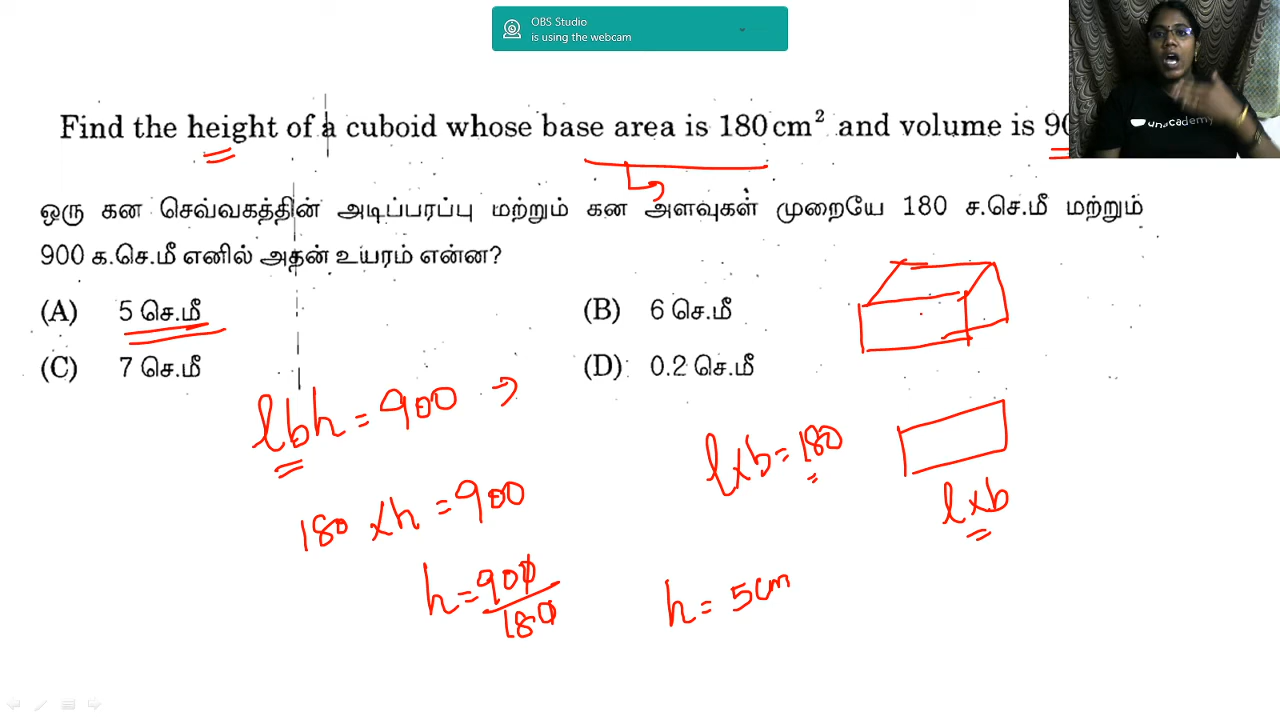 OBS Studio
is using the webcam
unacademy
Find the height of a cuboid whose base area is 180 cm² and volume is 90
ஒரு கன செவ்வகத்தின் அடிப்பரப்பு மற்றும் கன அளவுகள் முறையே 180 ச.செ.மீ மற்றும்
900 க.செ.மீ எனில் அதன் உயரம் என்ன?
(A) 5 செ.மீ (B) 6 செ.மீ
(C) 7 செ.மீ (D) 0.2 செ.மீ
lbh = 900 →
l×b = 180
l×b
180 × h = 900
h = 900/180
h = 5cm